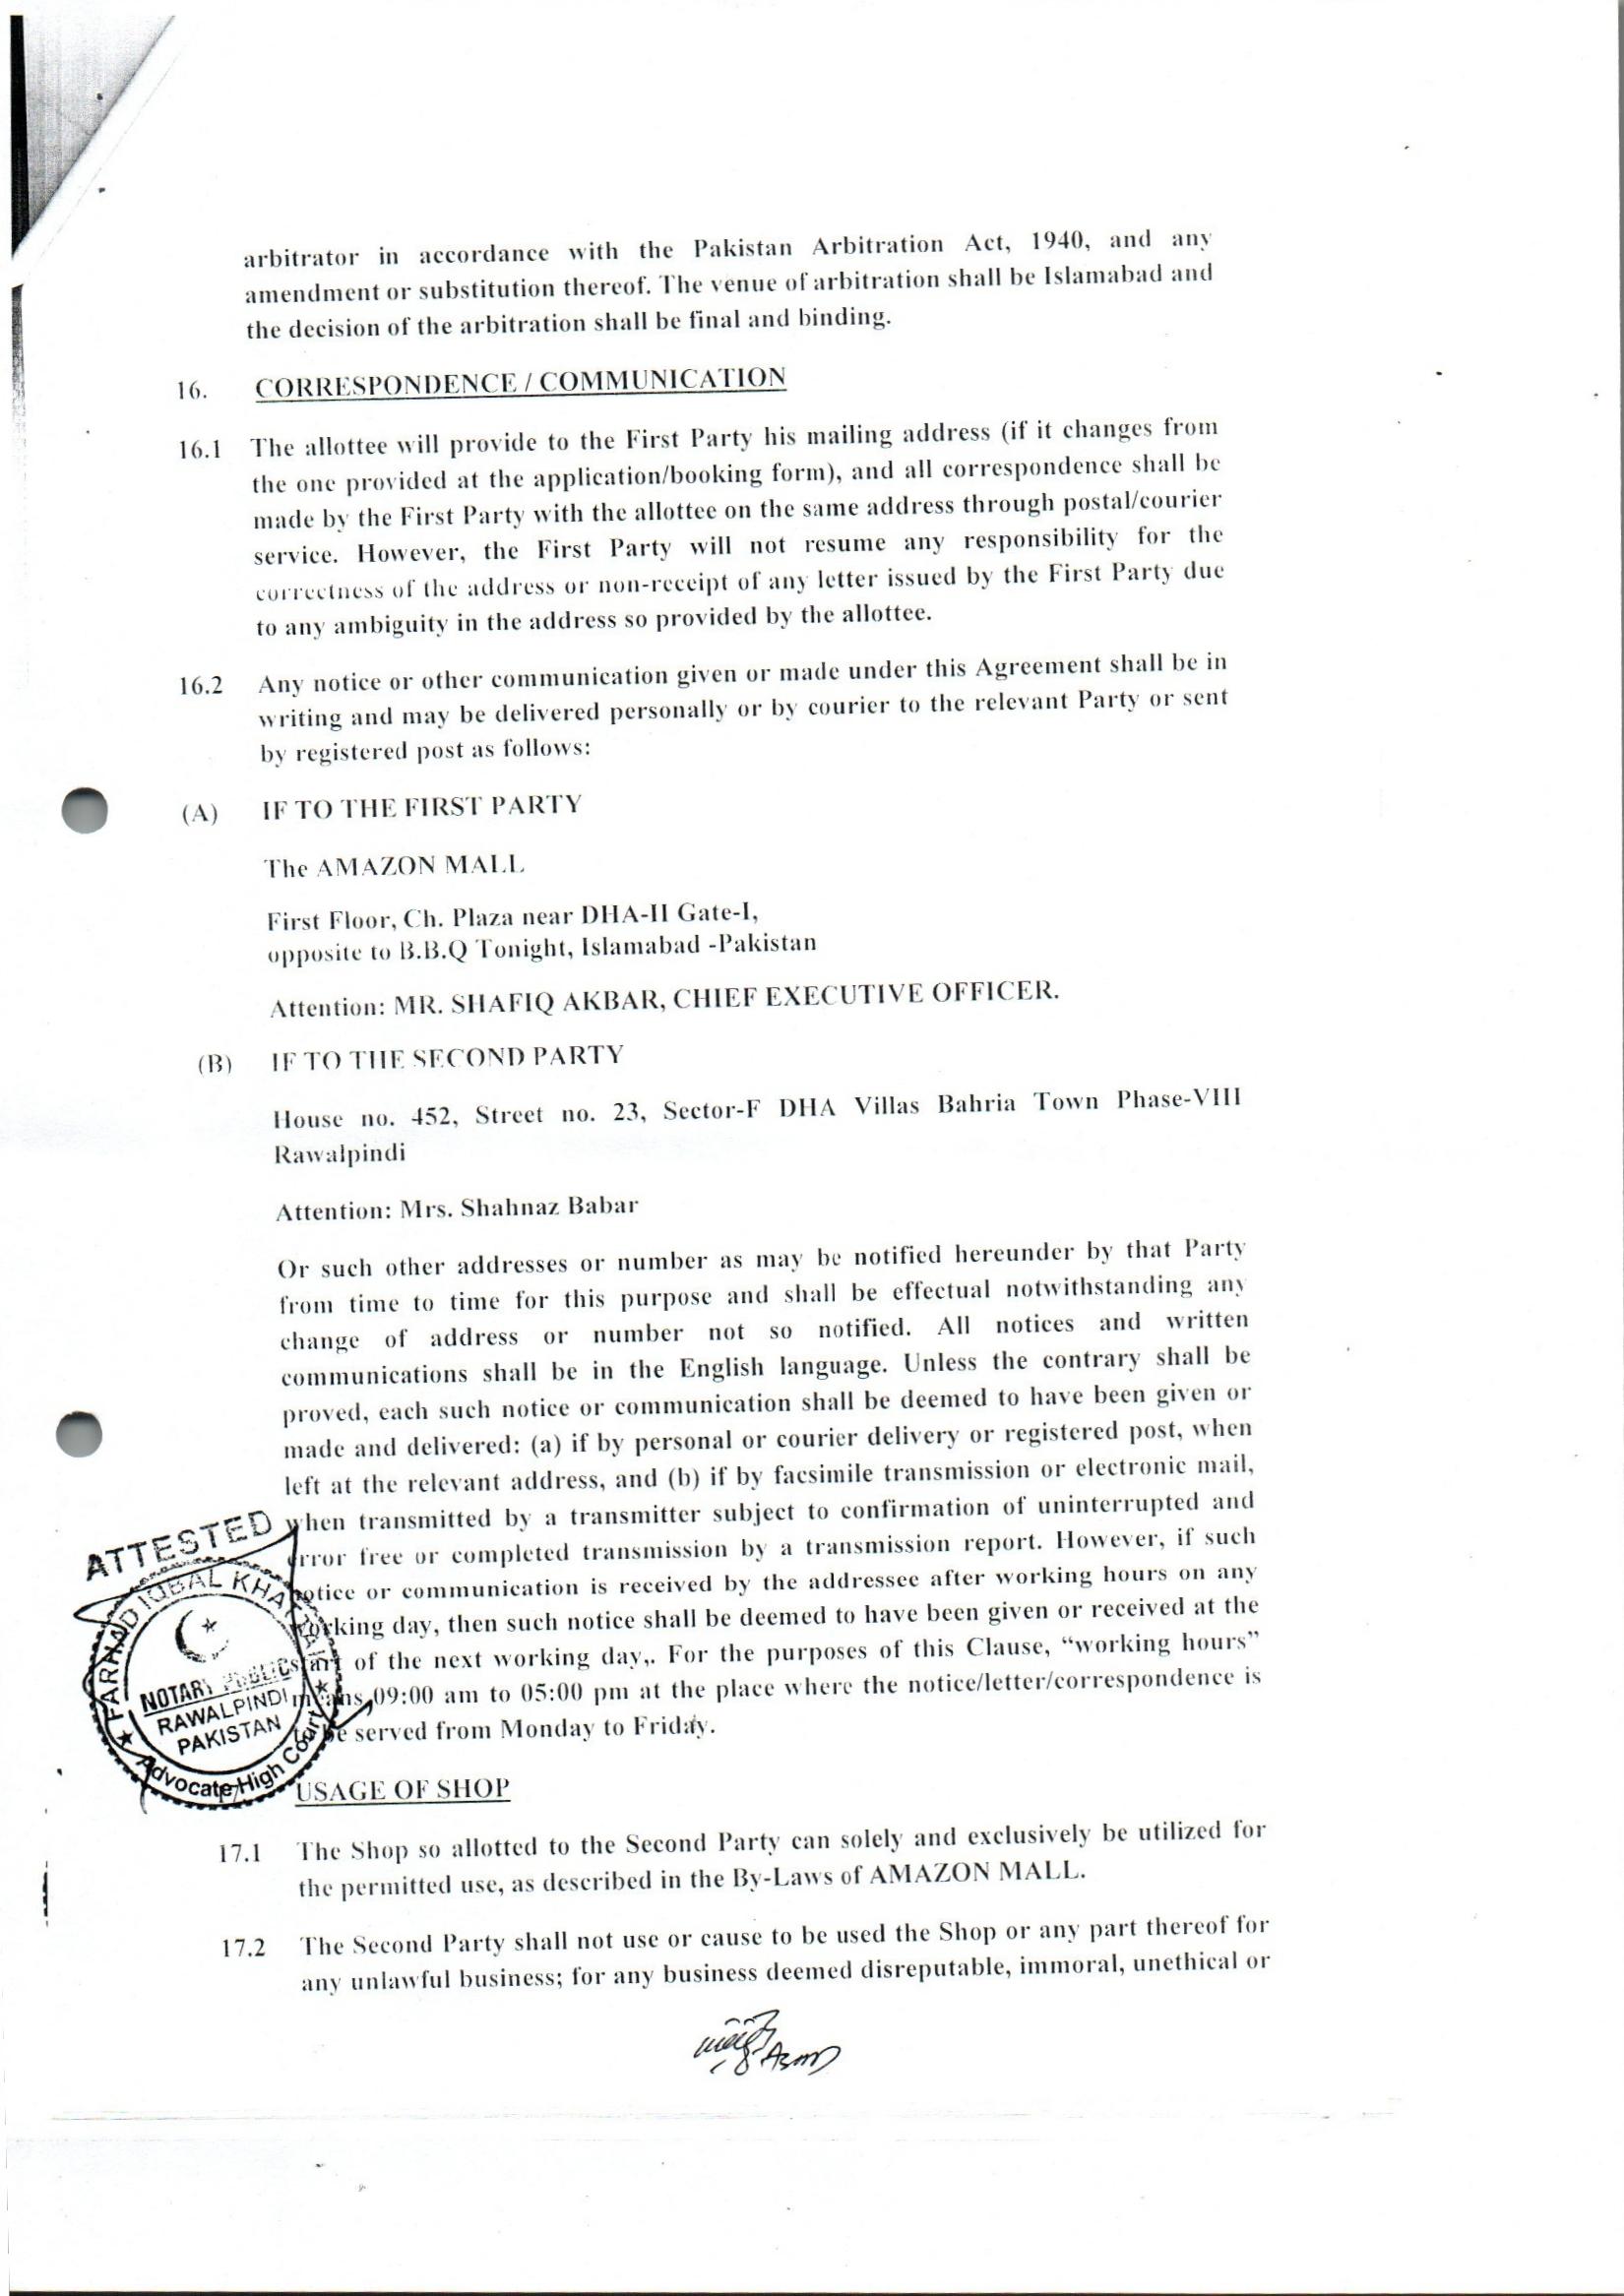 arbitrator in accordance with the Pakistan Arbitration Act, 1940, and any
amendment or substitution thereof. The venue of arbitration shall be Islamabad and
the decision of the arbitration shall be final and binding.
16. CORRESPONDENCE / COMMUNICATION
16.1 The allottee will provide to the First Party his mailing address (if it changes from
the one provided at the application/booking form), and all correspondence shall be
made by the First Party with the allottee on the same address through postal/courier
service. However, the First Party will not resume any responsibility for the
correctness of the address or non-receipt of any letter issued by the First Party due
to any ambiguity in the address so provided by the allottee.
16.2 Any notice or other communication given or made under this Agreement shall be in
writing and may be delivered personally or by courier to the relevant Party or sent
by registered post as follows:
(A) IF TO THE FIRST PARTY
The AMAZON MALL
First Floor, Ch. Plaza near DHA-II Gate-I,
opposite to B.B.Q Tonight, Islamabad -Pakistan
Attention: MR. SHAFIQ AKBAR, CHIEF EXECUTIVE OFFICER.
(B) IF TO THE SECOND PARTY
House no. 452, Street no. 23, Sector-F DHA Villas Bahria Town Phase-VIII
Rawalpindi
Attention: Mrs. Shahnaz Babar
Or such other addresses or number as may be notified hereunder by that Party
from time to time for this purpose and shall be effectual notwithstanding any
change of address or number not so notified. All notices and written
communications shall be in the English language. Unless the contrary shall be
proved, each such notice or communication shall be deemed to have been given or
made and delivered: (a) if by personal or courier delivery or registered post, when
left at the relevant address, and (b) if by facsimile transmission or electronic mail,
when transmitted by a transmitter subject to confirmation of uninterrupted and
error free or completed transmission by a transmission report. However, if such
notice or communication is received by the addressee after working hours on any
working day, then such notice shall be deemed to have been given or received at the
start of the next working day,. For the purposes of this Clause, “working hours”
means 09:00 am to 05:00 pm at the place where the notice/letter/correspondence is
to be served from Monday to Friday.
ATTESTED
FARHAD IQBAL KHATTAK
NOTARY PUBLIC
RAWALPINDI
PAKISTAN
Advocate High Court
USAGE OF SHOP
17.1 The Shop so allotted to the Second Party can solely and exclusively be utilized for
the permitted use, as described in the By-Laws of AMAZON MALL.
17.2 The Second Party shall not use or cause to be used the Shop or any part thereof for
any unlawful business; for any business deemed disreputable, immoral, unethical or